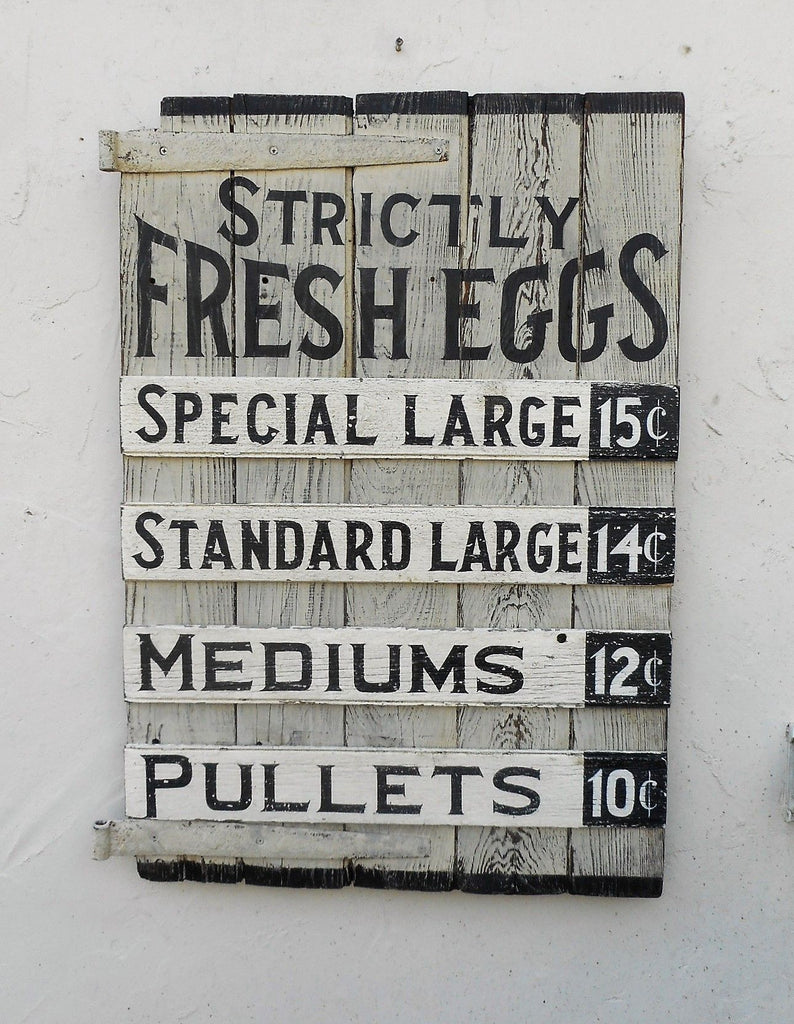 STRICTLY
FRESH EGGS
SPECIAL LARGE 15¢
STANDARD LARGE 14¢
MEDIUMS 12¢
PULLETS 10¢